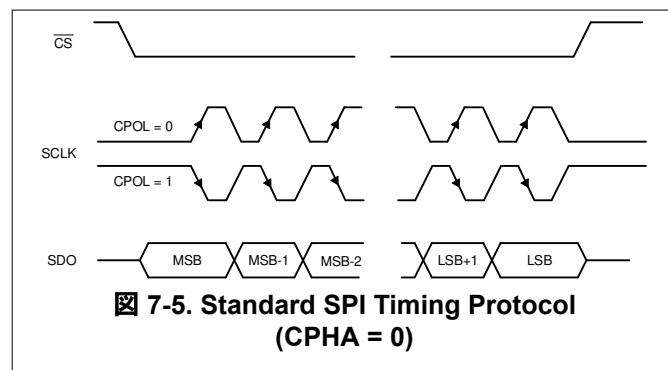 CS
CPOL = 0
SCLK
CPOL = 1
SDO
MSB MSB-1 MSB-2 LSB+1 LSB
図 7-5. Standard SPI Timing Protocol
(CPHA = 0)